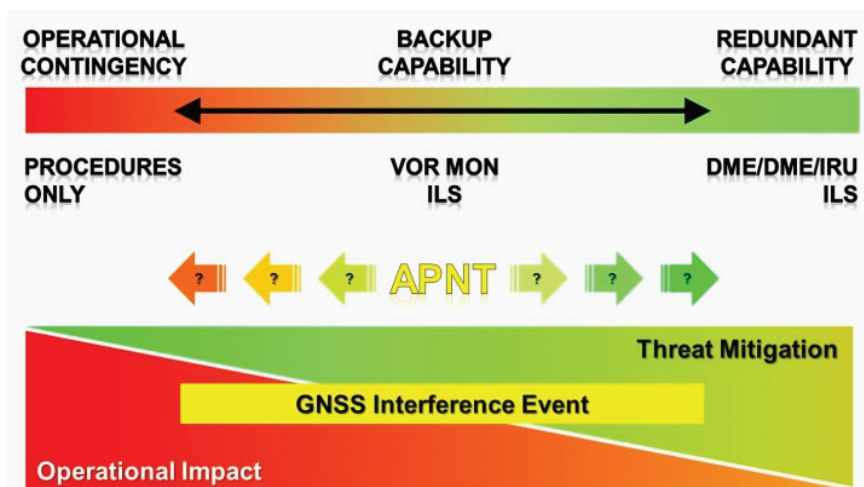 OPERATIONAL
CONTINGENCY
BACKUP
CAPABILITY
REDUNDANT
CAPABILITY
PROCEDURES
ONLY
VOR MON
ILS
DME/DME/IRU
ILS
? ? ? APNT ? ? ?
Threat Mitigation
GNSS Interference Event
Operational Impact